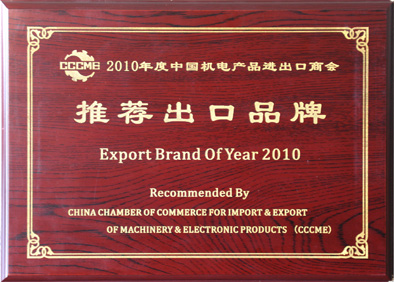 CCCME 2010年度中国机电产品进出口商会
推荐出口品牌
Export Brand Of Year 2010
Recommended By
CHINA CHAMBER OF COMMERCE FOR IMPORT & EXPORT
OF MACHINERY & ELECTRONIC PRODUCTS （CCCME）